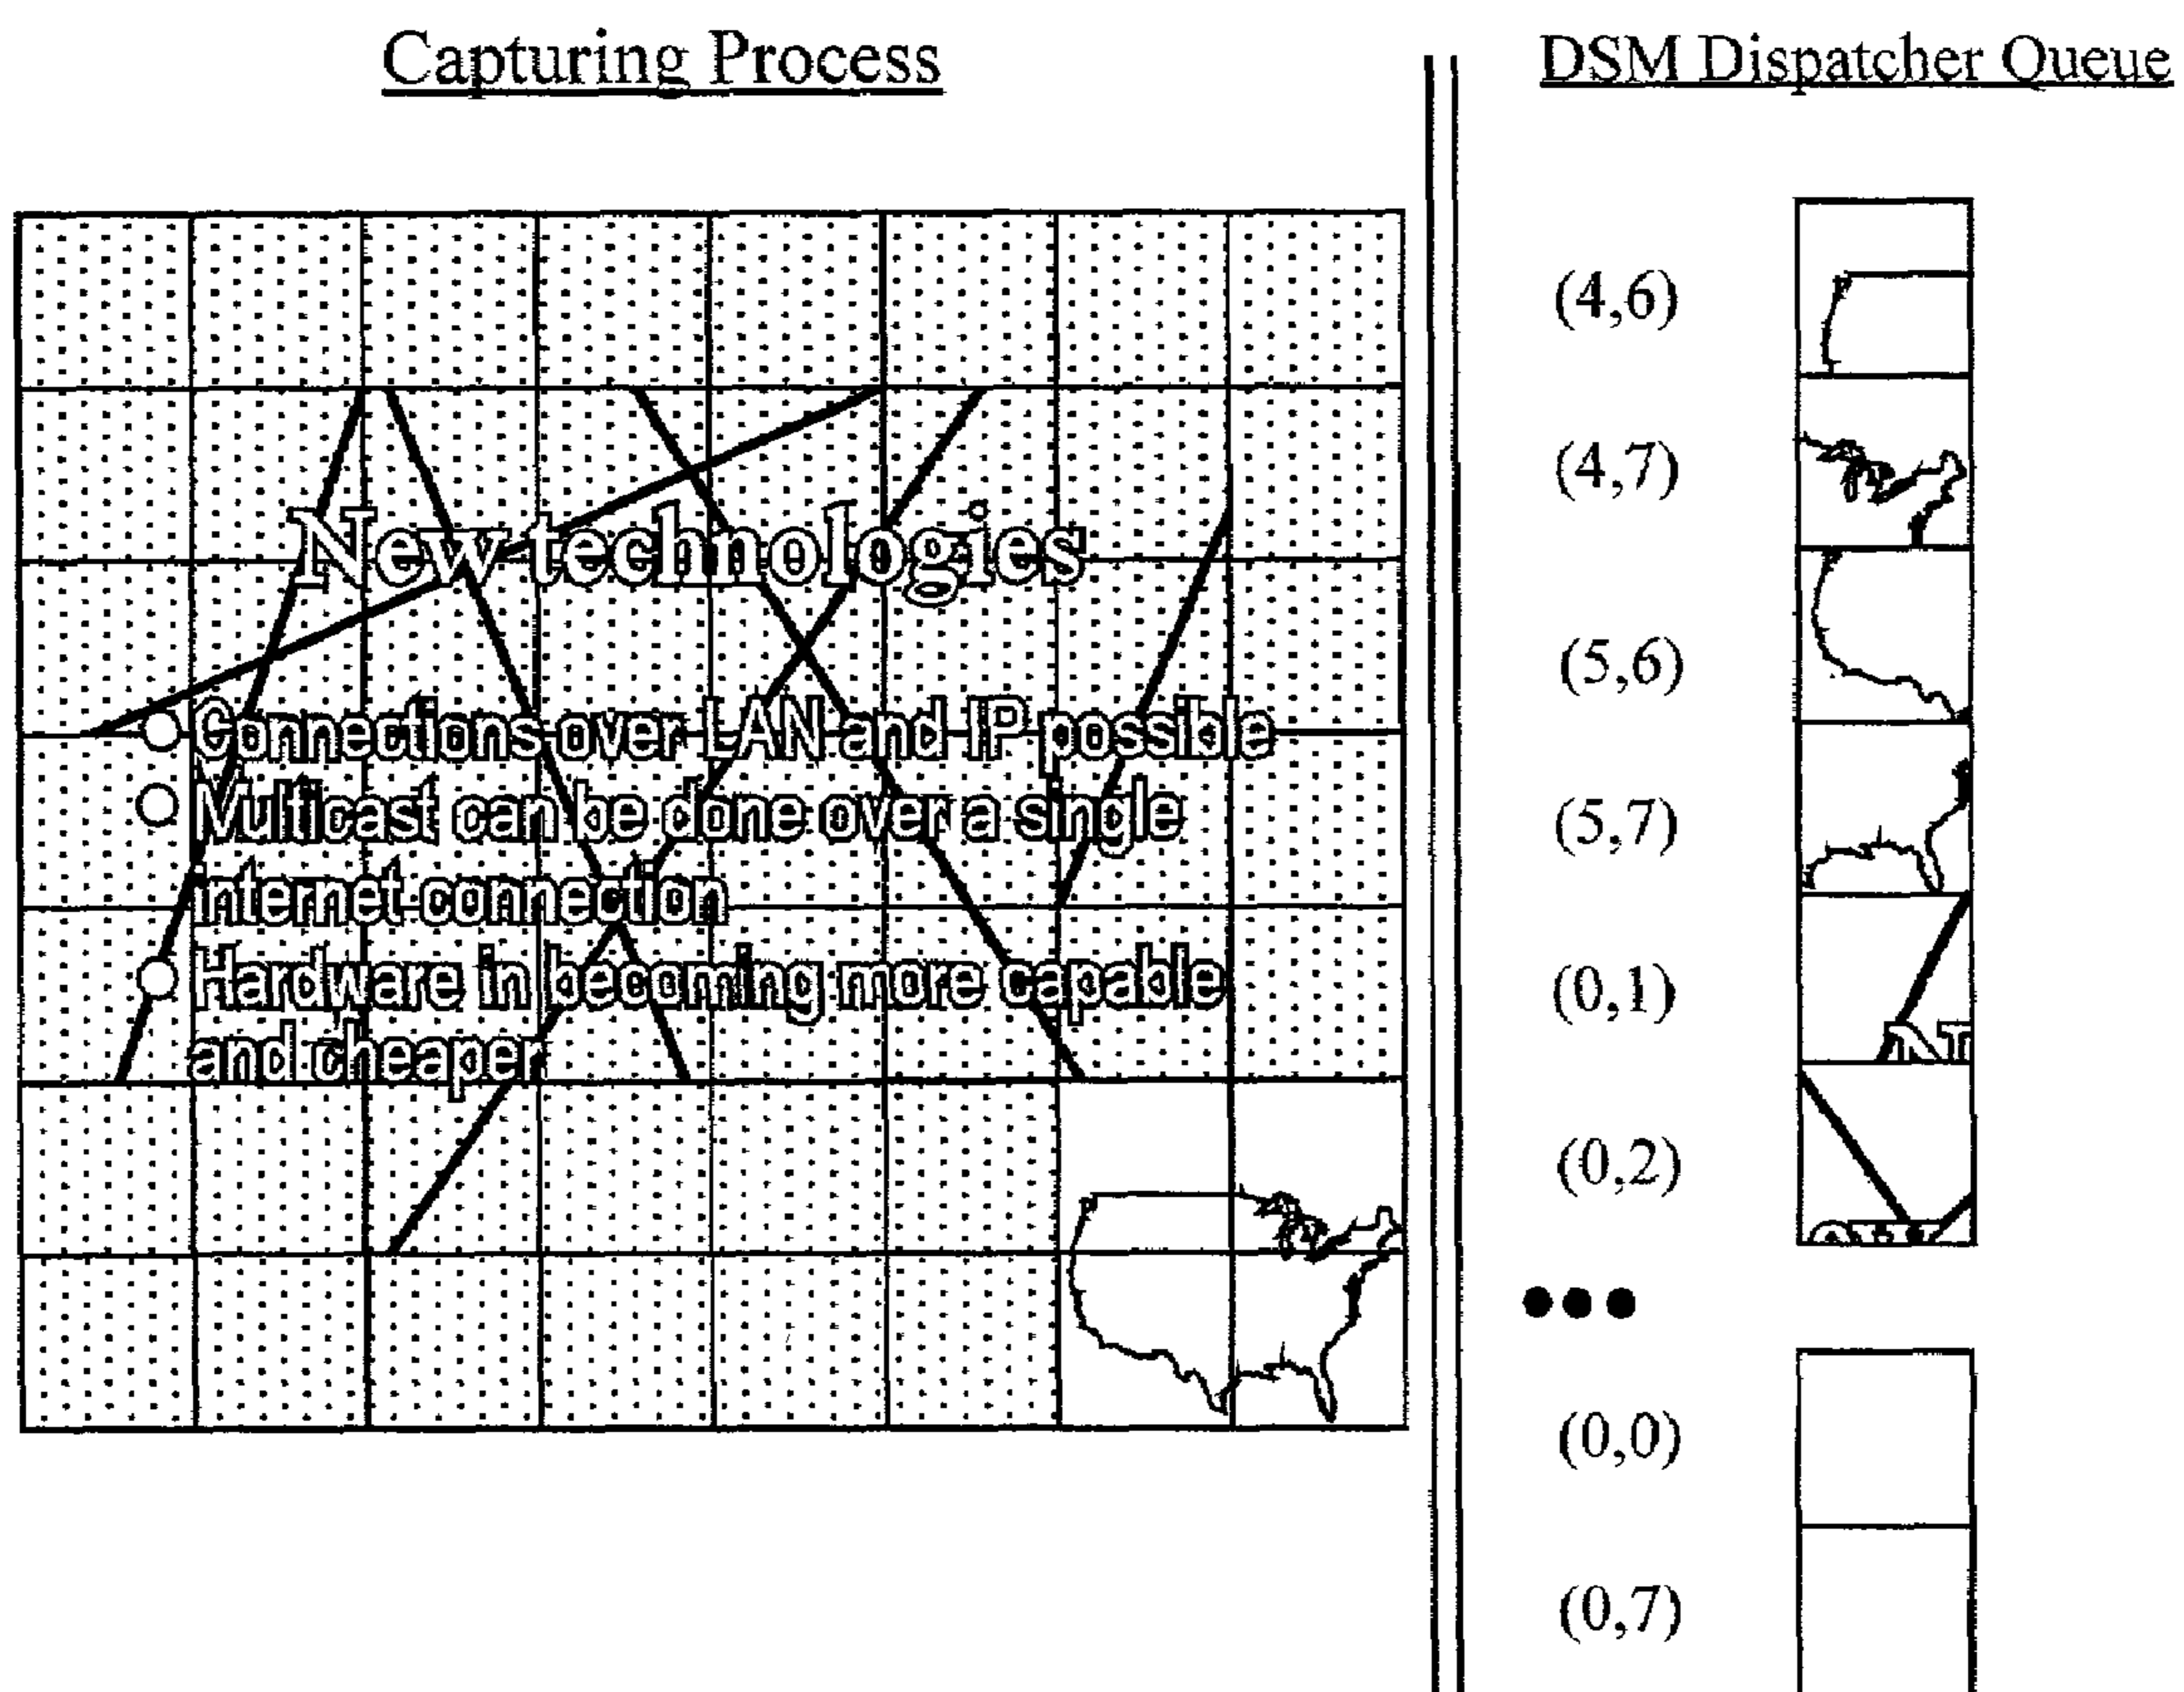 Capturing Process
DSM Dispatcher Queue
New technologies
Connections over LAN and IP possible
Multicast can be done over a single
internet connection
Hardware in becoming more capable
and cheaper
(4,6)
(4,7)
(5,6)
(5,7)
(0,1)
(0,2)
(0,0)
(0,7)